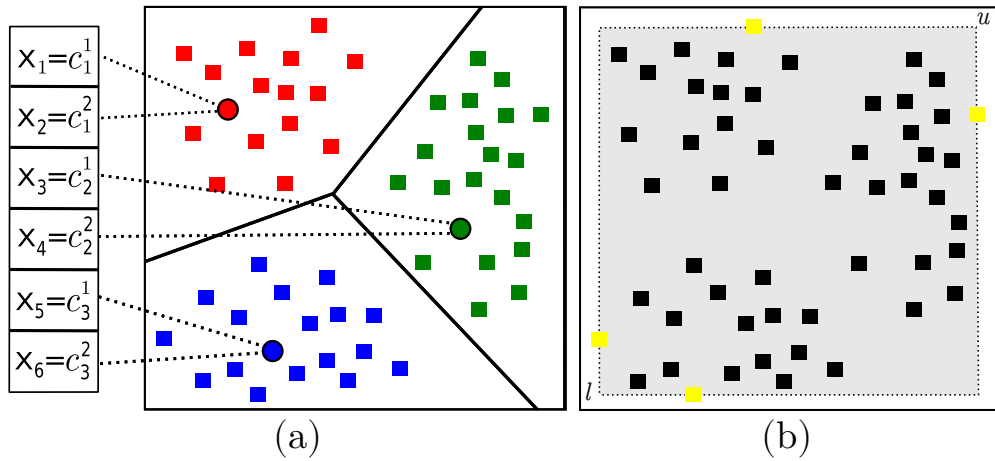 x₁=c₁¹
x₂=c₁²
x₃=c₂¹
x₄=c₂²
x₅=c₃¹
x₆=c₃²
u
l
(a)
(b)